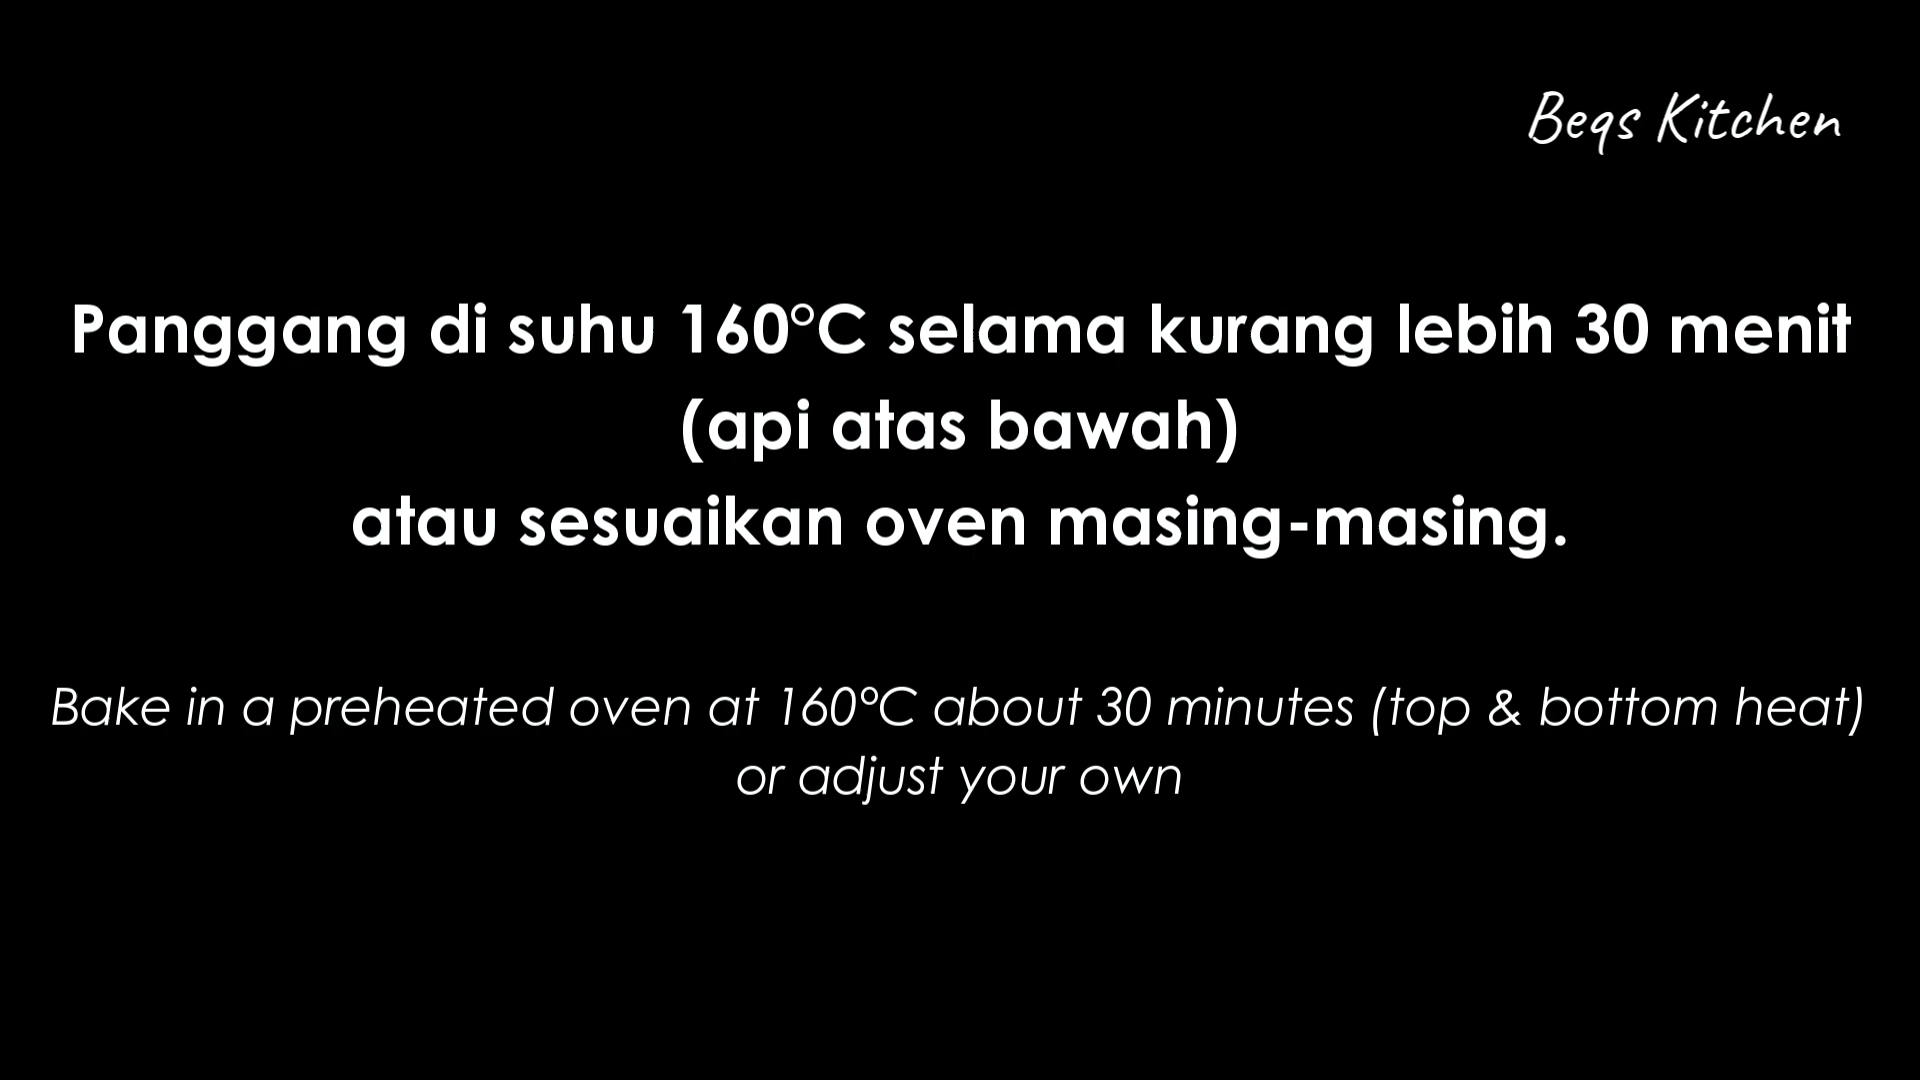 Beqs Kitchen
Panggang di suhu 160°C selama kurang lebih 30 menit
(api atas bawah)
atau sesuaikan oven masing-masing.
Bake in a preheated oven at 160°C about 30 minutes (top & bottom heat)
or adjust your own